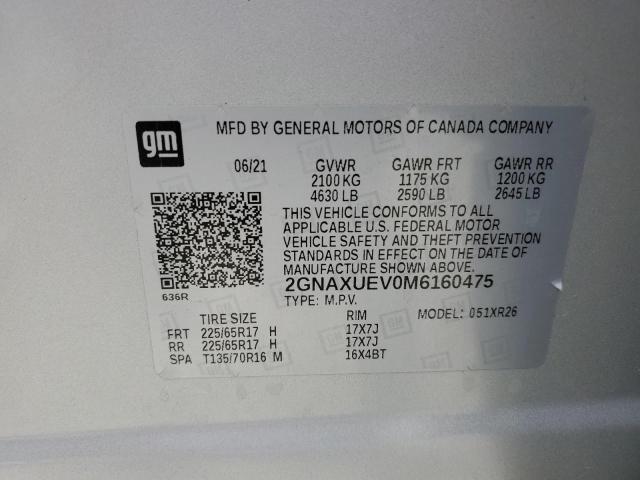 gm
MFD BY GENERAL MOTORS OF CANADA COMPANY
06/21 GVWR GAWR FRT GAWR RR
2100 KG 1175 KG 1200 KG
4630 LB 2590 LB 2645 LB
THIS VEHICLE CONFORMS TO ALL
APPLICABLE U.S. FEDERAL MOTOR
VEHICLE SAFETY AND THEFT PREVENTION
STANDARDS IN EFFECT ON THE DATE OF
MANUFACTURE SHOWN ABOVE.
2GNAXUEV0M6160475
636R
TYPE: M.P.V. MODEL: 051XR26
TIRE SIZE RIM
FRT 225/65R17 H 17X7J
RR 225/65R17 H 17X7J
SPA T135/70R16 M 16X4BT